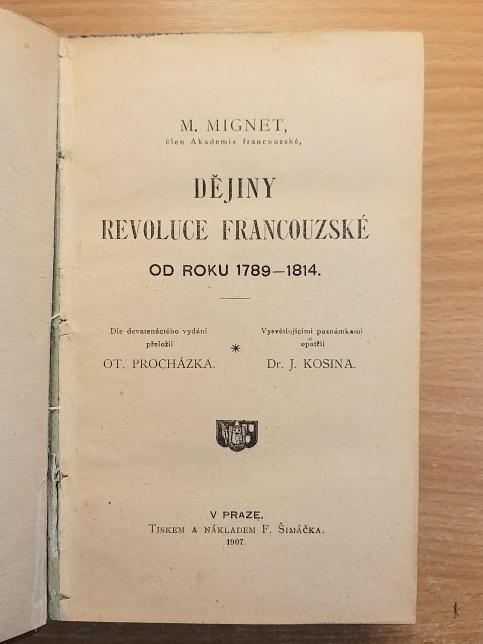 M. MIGNET,
člen Akademie francouzské,
DĚJINY
REVOLUCE FRANCOUZSKÉ
OD ROKU 1789—1814.
Dle devatenáctého vydání
přeložil
OT. PROCHÁZKA.
*
Vysvětlujícími poznámkami
opatřil
Dr. J. KOSINA.
V PRAZE.
TISKEM A NÁKLADEM F. ŠIMÁČKA.
1907.